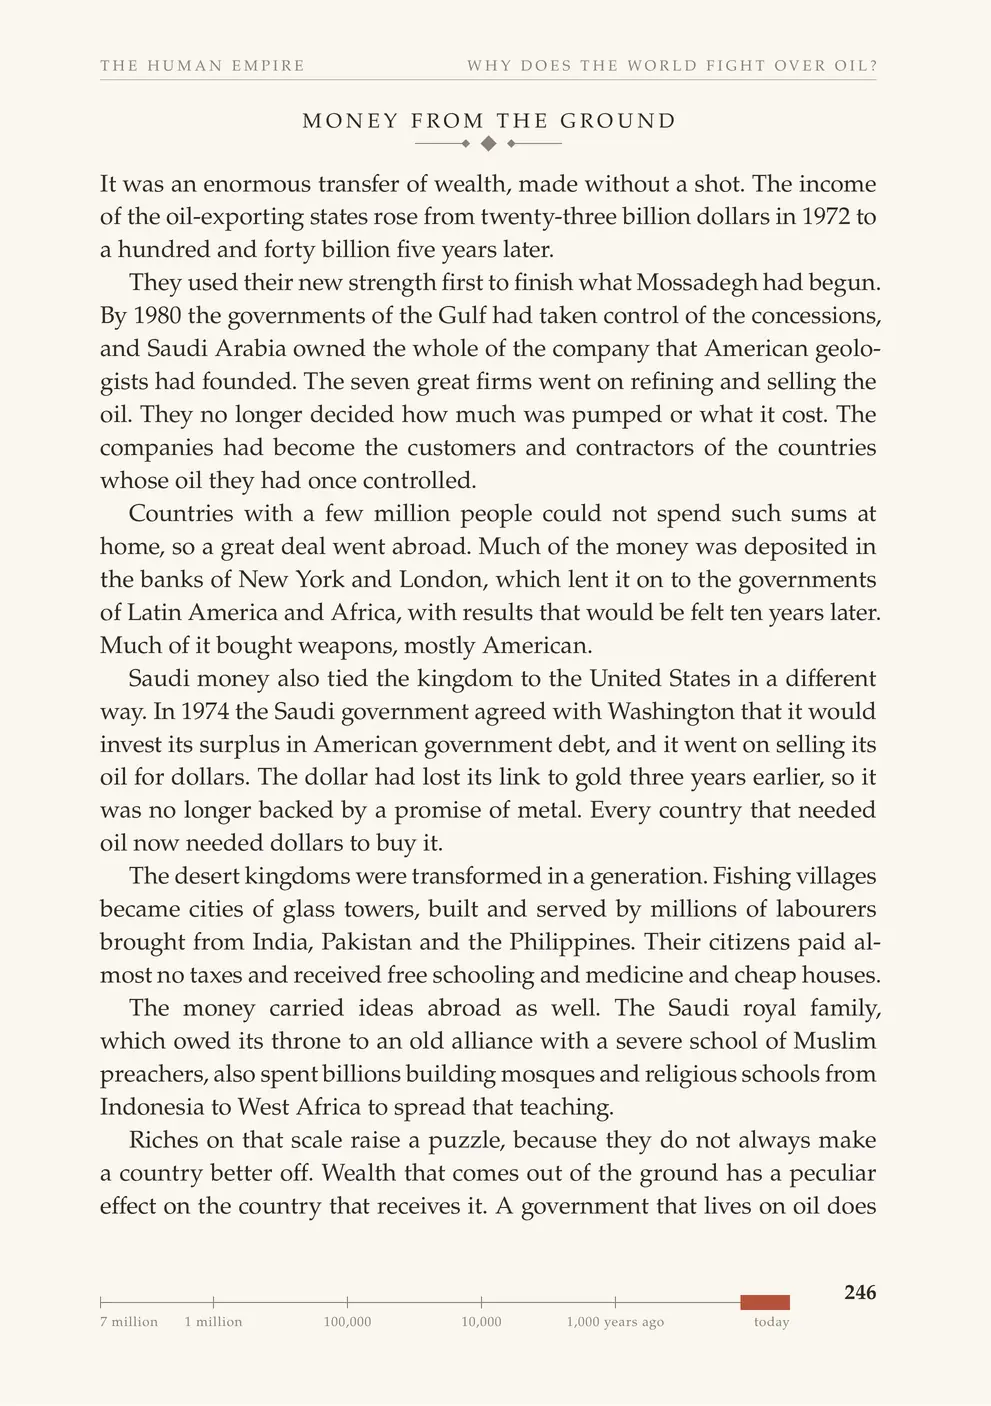 THE HUMAN EMPIRE
WHY DOES THE WORLD FIGHT OVER OIL?
MONEY FROM THE GROUND
It was an enormous transfer of wealth, made without a shot. The income
of the oil-exporting states rose from twenty-three billion dollars in 1972 to
a hundred and forty billion five years later.
They used their new strength first to finish what Mossadegh had begun.
By 1980 the governments of the Gulf had taken control of the concessions,
and Saudi Arabia owned the whole of the company that American geolo-
gists had founded. The seven great firms went on refining and selling the
oil. They no longer decided how much was pumped or what it cost. The
companies had become the customers and contractors of the countries
whose oil they had once controlled.
Countries with a few million people could not spend such sums at
home, so a great deal went abroad. Much of the money was deposited in
the banks of New York and London, which lent it on to the governments
of Latin America and Africa, with results that would be felt ten years later.
Much of it bought weapons, mostly American.
Saudi money also tied the kingdom to the United States in a different
way. In 1974 the Saudi government agreed with Washington that it would
invest its surplus in American government debt, and it went on selling its
oil for dollars. The dollar had lost its link to gold three years earlier, so it
was no longer backed by a promise of metal. Every country that needed
oil now needed dollars to buy it.
The desert kingdoms were transformed in a generation. Fishing villages
became cities of glass towers, built and served by millions of labourers
brought from India, Pakistan and the Philippines. Their citizens paid al-
most no taxes and received free schooling and medicine and cheap houses.
The money carried ideas abroad as well. The Saudi royal family,
which owed its throne to an old alliance with a severe school of Muslim
preachers, also spent billions building mosques and religious schools from
Indonesia to West Africa to spread that teaching.
Riches on that scale raise a puzzle, because they do not always make
a country better off. Wealth that comes out of the ground has a peculiar
effect on the country that receives it. A government that lives on oil does
246
7 million 1 million 100,000 10,000 1,000 years ago today